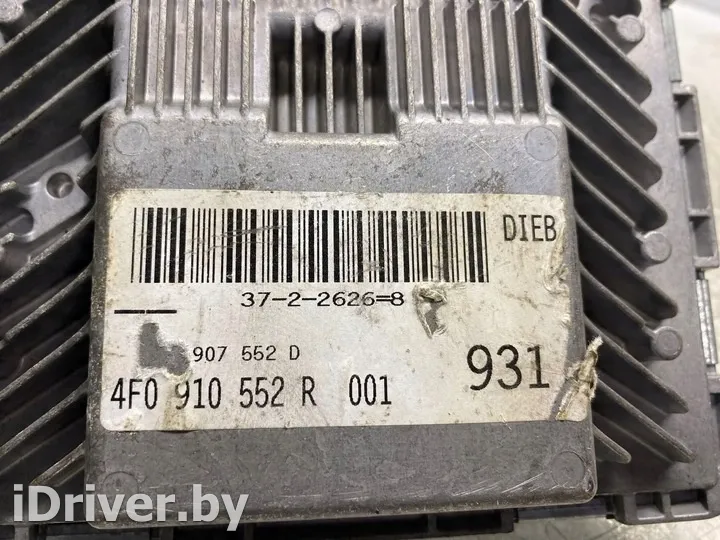 DIEB
37-2-2626=8
907 552 D
931
4F0 910 552 R 001
iDriver.by